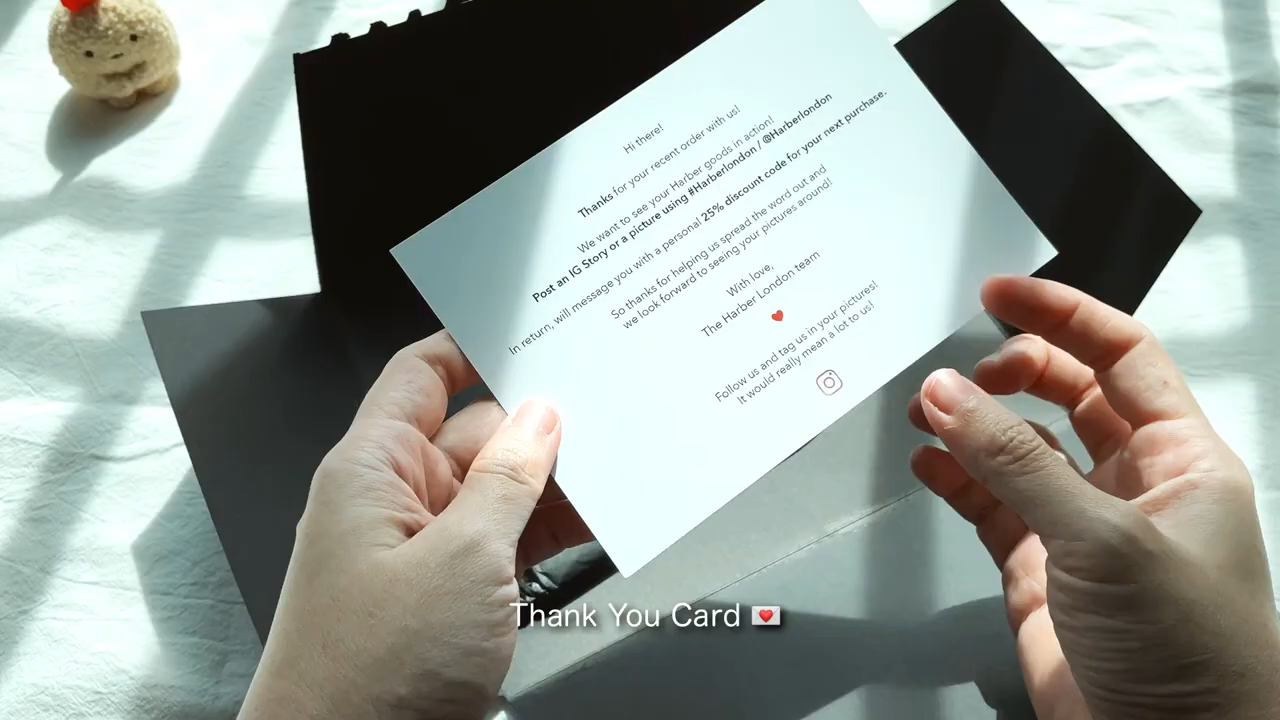 Hi there!
Thanks for your recent order with us!
We want to see your Harber goods in action!
Post an IG Story or a picture using #Harberlondon / @Harberlondon
In return, will message you with a personal 25% discount code for your next purchase.
So thanks for helping us spread the word out and
we look forward to seeing your pictures around!
With love,
The Harber London team
Follow us and tag us in your pictures!
It would really mean a lot to us!
Thank You Card 💌